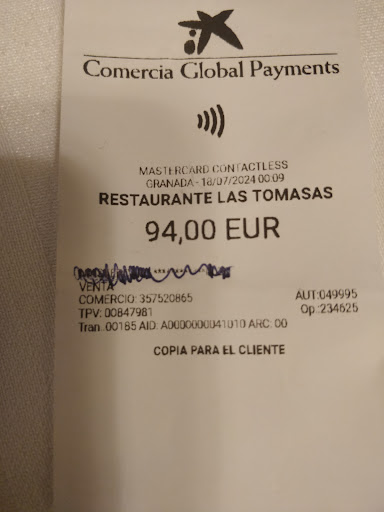 Comercia Global Payments
MASTERCARD CONTACTLESS
GRANADA - 18/07/2024 00:09
RESTAURANTE LAS TOMASAS
94,00 EUR
VENTA
COMERCIO: 357520865 AUT:049995
TPV: 00847981 Op.:234625
Tran. 00185 AID: A0000000041010 ARC: 00
COPIA PARA EL CLIENTE